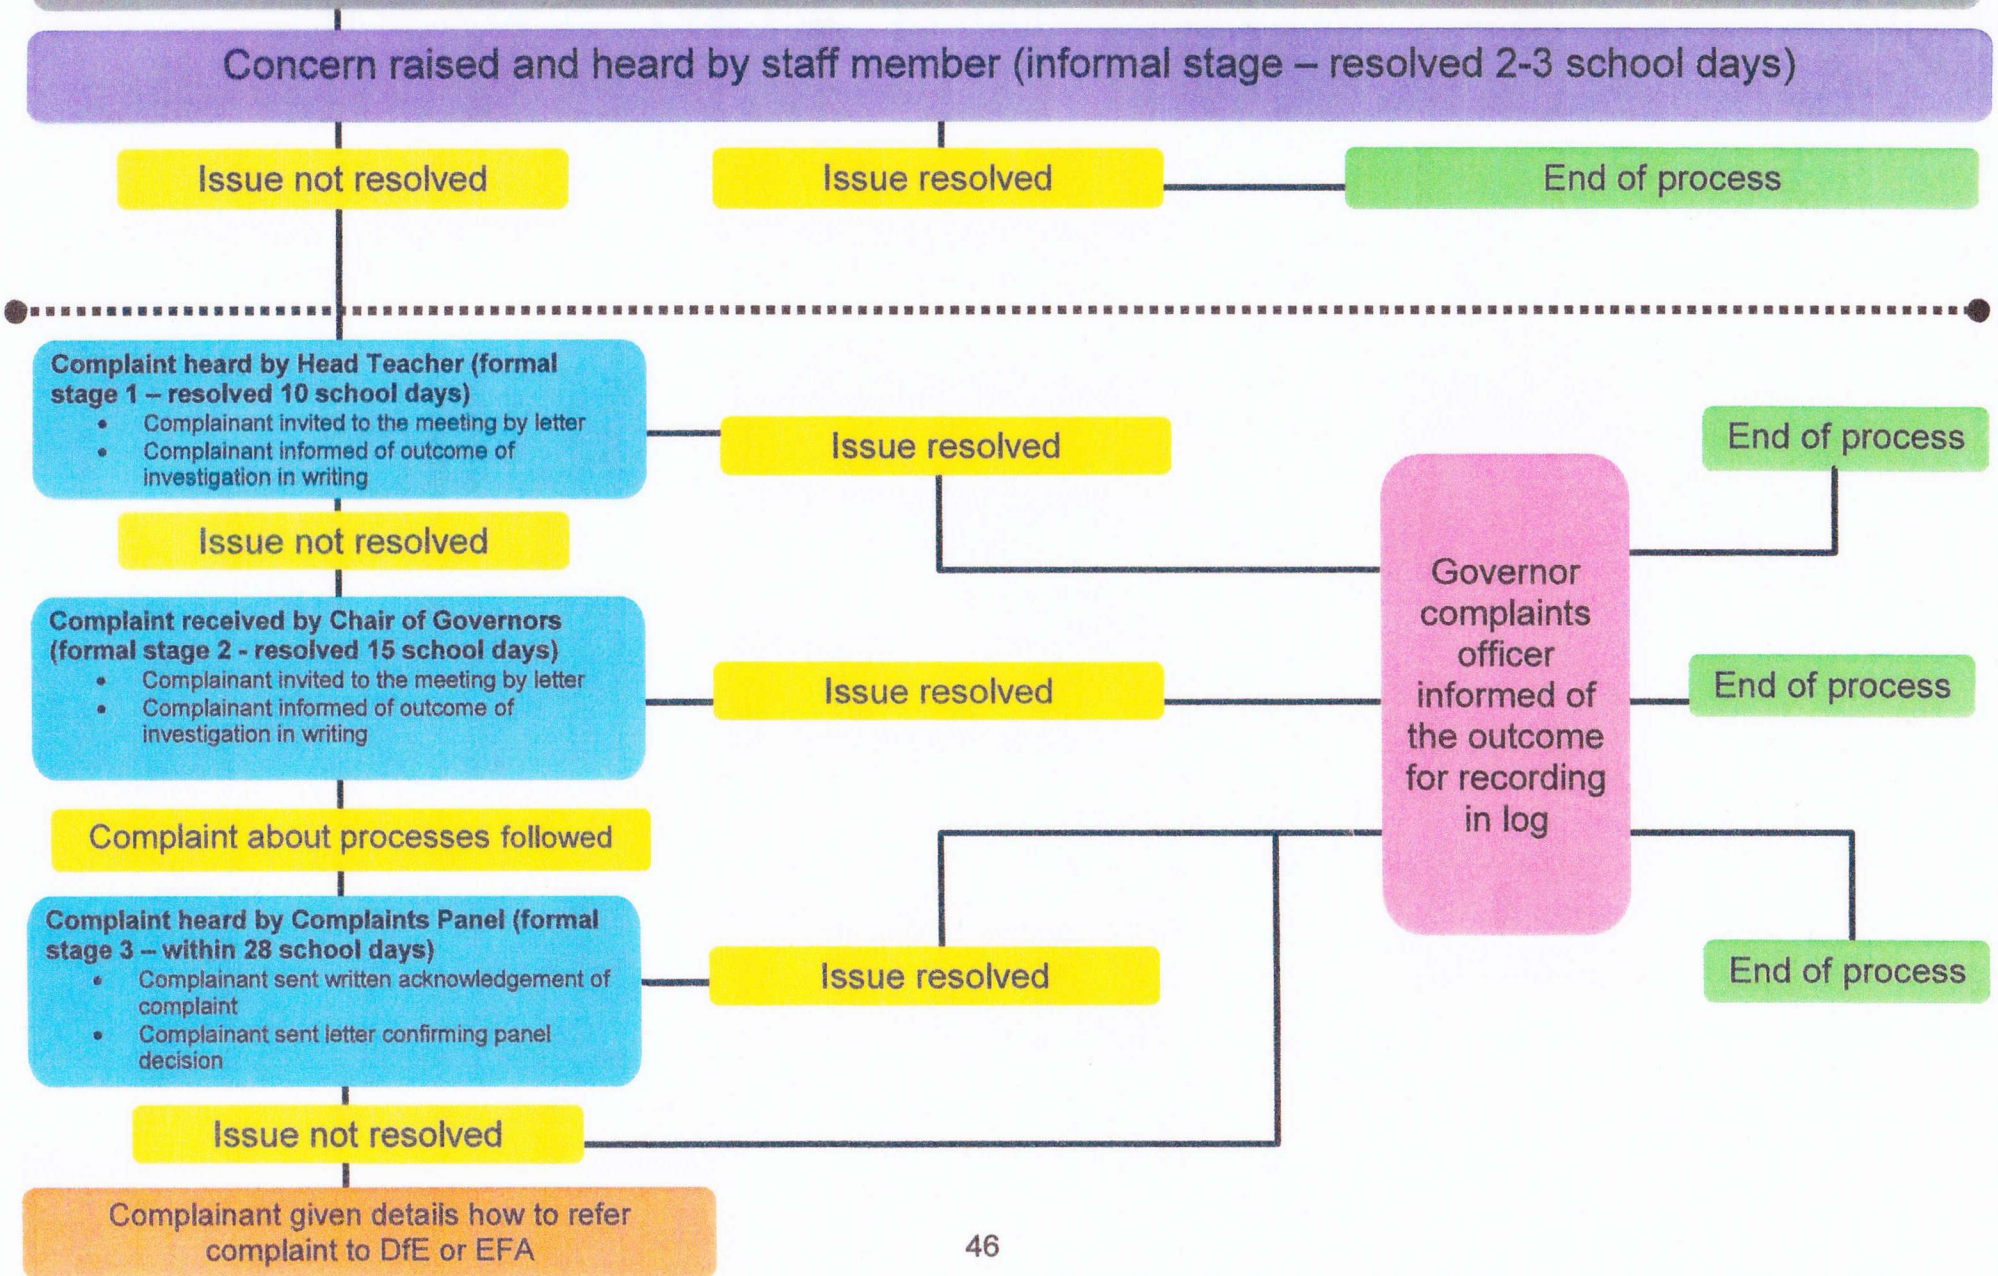 Concern raised and heard by staff member (informal stage – resolved 2-3 school days)
Issue not resolved
Issue resolved
End of process
Complaint heard by Head Teacher (formal
stage 1 – resolved 10 school days)
• Complainant invited to the meeting by letter
• Complainant informed of outcome of
investigation in writing
Issue resolved
End of process
Issue not resolved
Governor
complaints
officer
informed of
the outcome
for recording
in log
Complaint received by Chair of Governors
(formal stage 2 - resolved 15 school days)
• Complainant invited to the meeting by letter
• Complainant informed of outcome of
investigation in writing
Issue resolved
End of process
Complaint about processes followed
Complaint heard by Complaints Panel (formal
stage 3 – within 28 school days)
• Complainant sent written acknowledgement of
complaint
• Complainant sent letter confirming panel
decision
Issue resolved
End of process
Issue not resolved
Complainant given details how to refer
complaint to DfE or EFA
46